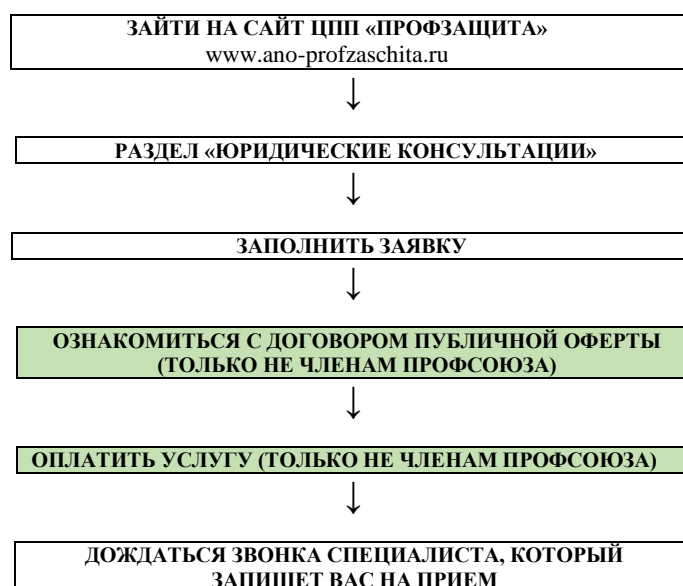 ЗАЙТИ НА САЙТ ЦПП «ПРОФЗАЩИТА»
www.ano-profzaschita.ru
↓
РАЗДЕЛ «ЮРИДИЧЕСКИЕ КОНСУЛЬТАЦИИ»
↓
ЗАПОЛНИТЬ ЗАЯВКУ
↓
ОЗНАКОМИТЬСЯ С ДОГОВОРОМ ПУБЛИЧНОЙ ОФЕРТЫ
(ТОЛЬКО НЕ ЧЛЕНАМ ПРОФСОЮЗА)
↓
ОПЛАТИТЬ УСЛУГУ (ТОЛЬКО НЕ ЧЛЕНАМ ПРОФСОЮЗА)
↓
ДОЖДАТЬСЯ ЗВОНКА СПЕЦИАЛИСТА, КОТОРЫЙ
ЗАПИШЕТ ВАС НА ПРИЕМ